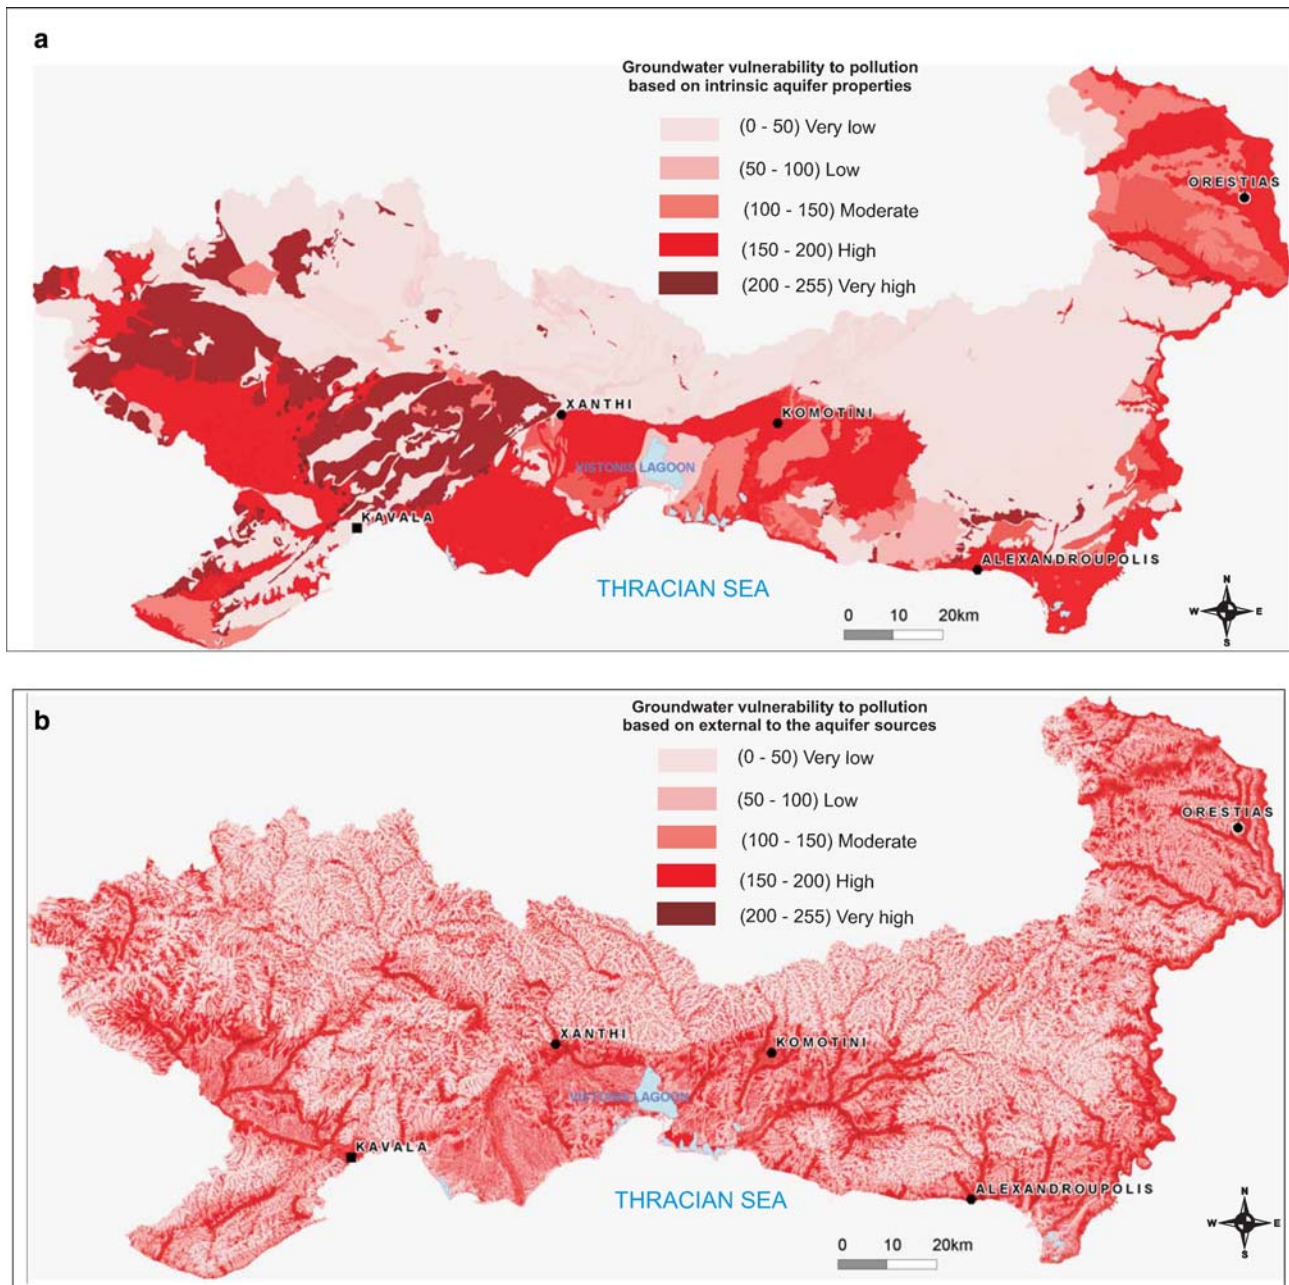 a
Groundwater vulnerability to pollution
based on intrinsic aquifer properties
(0 - 50) Very low
(50 - 100) Low
(100 - 150) Moderate
(150 - 200) High
(200 - 255) Very high
ORESTIAS
XANTHI
KOMOTINI
VISTONIS LAGOON
KAVALA
ALEXANDROUPOLIS
THRACIAN SEA
0 10 20km
N
W E
S
b
Groundwater vulnerability to pollution
based on external to the aquifer sources
(0 - 50) Very low
(50 - 100) Low
(100 - 150) Moderate
(150 - 200) High
(200 - 255) Very high
ORESTIAS
XANTHI
KOMOTINI
VISTONIS LAGOON
KAVALA
ALEXANDROUPOLIS
THRACIAN SEA
0 10 20km
N
W E
S